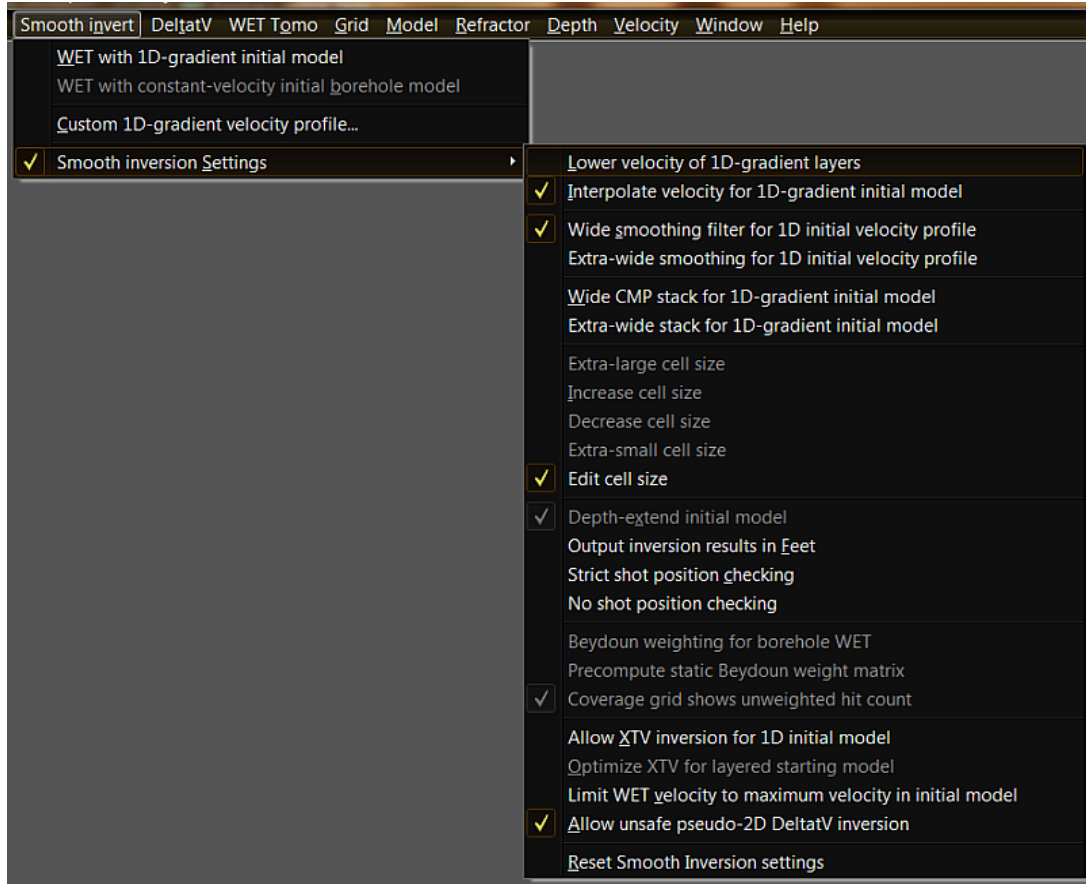 Smooth invert DeltatV WET Tomo Grid Model Refractor Depth Velocity Window Help
WET with 1D-gradient initial model
WET with constant-velocity initial borehole model
Custom 1D-gradient velocity profile...
Smooth inversion Settings
Lower velocity of 1D-gradient layers
Interpolate velocity for 1D-gradient initial model
Wide smoothing filter for 1D initial velocity profile
Extra-wide smoothing for 1D initial velocity profile
Wide CMP stack for 1D-gradient initial model
Extra-wide stack for 1D-gradient initial model
Extra-large cell size
Increase cell size
Decrease cell size
Extra-small cell size
Edit cell size
Depth-extend initial model
Output inversion results in Feet
Strict shot position checking
No shot position checking
Beydoun weighting for borehole WET
Precompute static Beydoun weight matrix
Coverage grid shows unweighted hit count
Allow XTV inversion for 1D initial model
Optimize XTV for layered starting model
Limit WET velocity to maximum velocity in initial model
Allow unsafe pseudo-2D DeltatV inversion
Reset Smooth Inversion settings